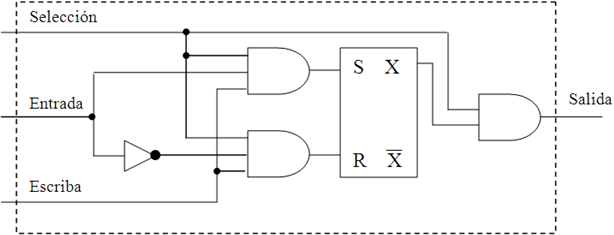 Selección
S X
Entrada
Salida
R X̅
Escriba